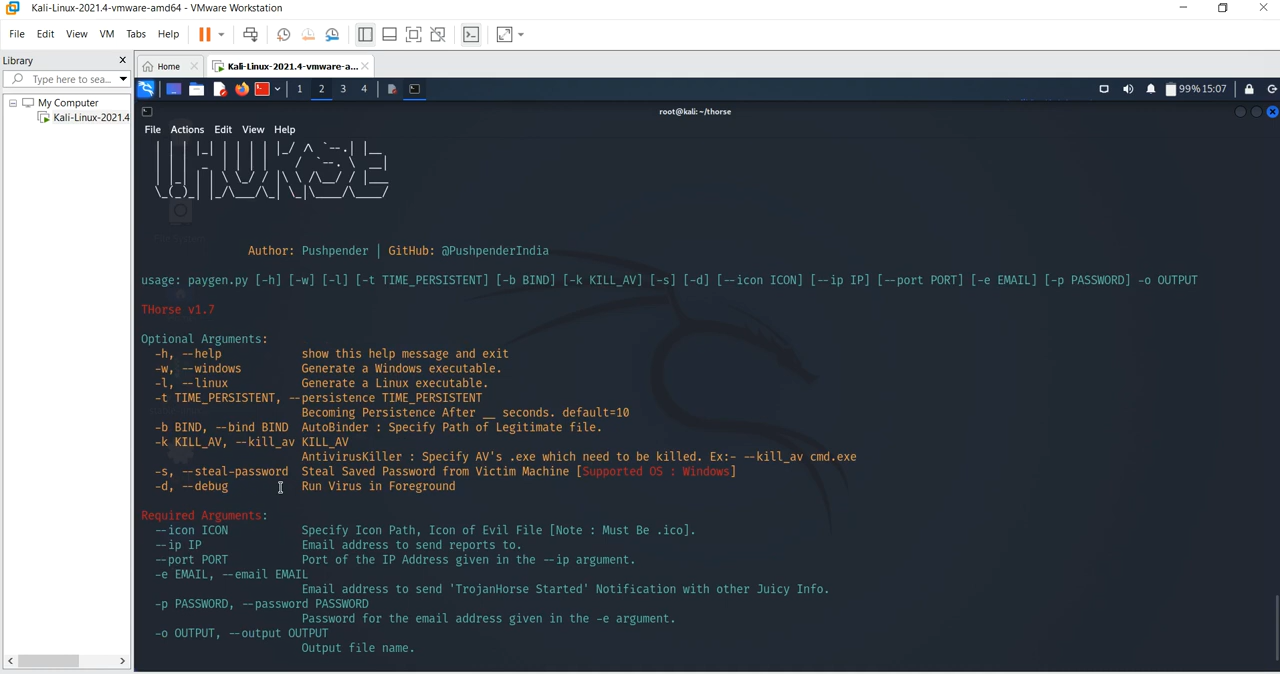 Kali-Linux-2021.4-vmware-amd64 - VMware Workstation
File Edit View VM Tabs Help
Library
Home
Kali-Linux-2021.4-vmware-a...
Type here to sea...
1 2 3 4
99% 15:07
My Computer
Kali-Linux-2021.4
root@kali: ~/thorse
File Actions Edit View Help
Author: Pushpender | GitHub: @PushpenderIndia
usage: paygen.py [-h] [-w] [-l] [-t TIME_PERSISTENT] [-b BIND] [-k KILL_AV] [-s] [-d] [--icon ICON] [--ip IP] [--port PORT] [-e EMAIL] [-p PASSWORD] -o OUTPUT
THorse v1.7
Optional Arguments:
-h, --help show this help message and exit
-w, --windows Generate a Windows executable.
-l, --linux Generate a Linux executable.
-t TIME_PERSISTENT, --persistence TIME_PERSISTENT
Becoming Persistence After __ seconds. default=10
-b BIND, --bind BIND AutoBinder : Specify Path of Legitimate file.
-k KILL_AV, --kill_av KILL_AV
AntivirusKiller : Specify AV's .exe which need to be killed. Ex:- --kill_av cmd.exe
-s, --steal-password Steal Saved Password from Victim Machine [Supported OS : Windows]
-d, --debug Run Virus in Foreground
Required Arguments:
--icon ICON Specify Icon Path, Icon of Evil File [Note : Must Be .ico].
--ip IP Email address to send reports to.
--port PORT Port of the IP Address given in the --ip argument.
-e EMAIL, --email EMAIL
Email address to send 'TrojanHorse Started' Notification with other Juicy Info.
-p PASSWORD, --password PASSWORD
Password for the email address given in the -e argument.
-o OUTPUT, --output OUTPUT
Output file name.